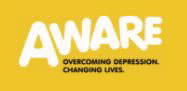 AWARE
OVERCOMING DEPRESSION.
CHANGING LIVES.